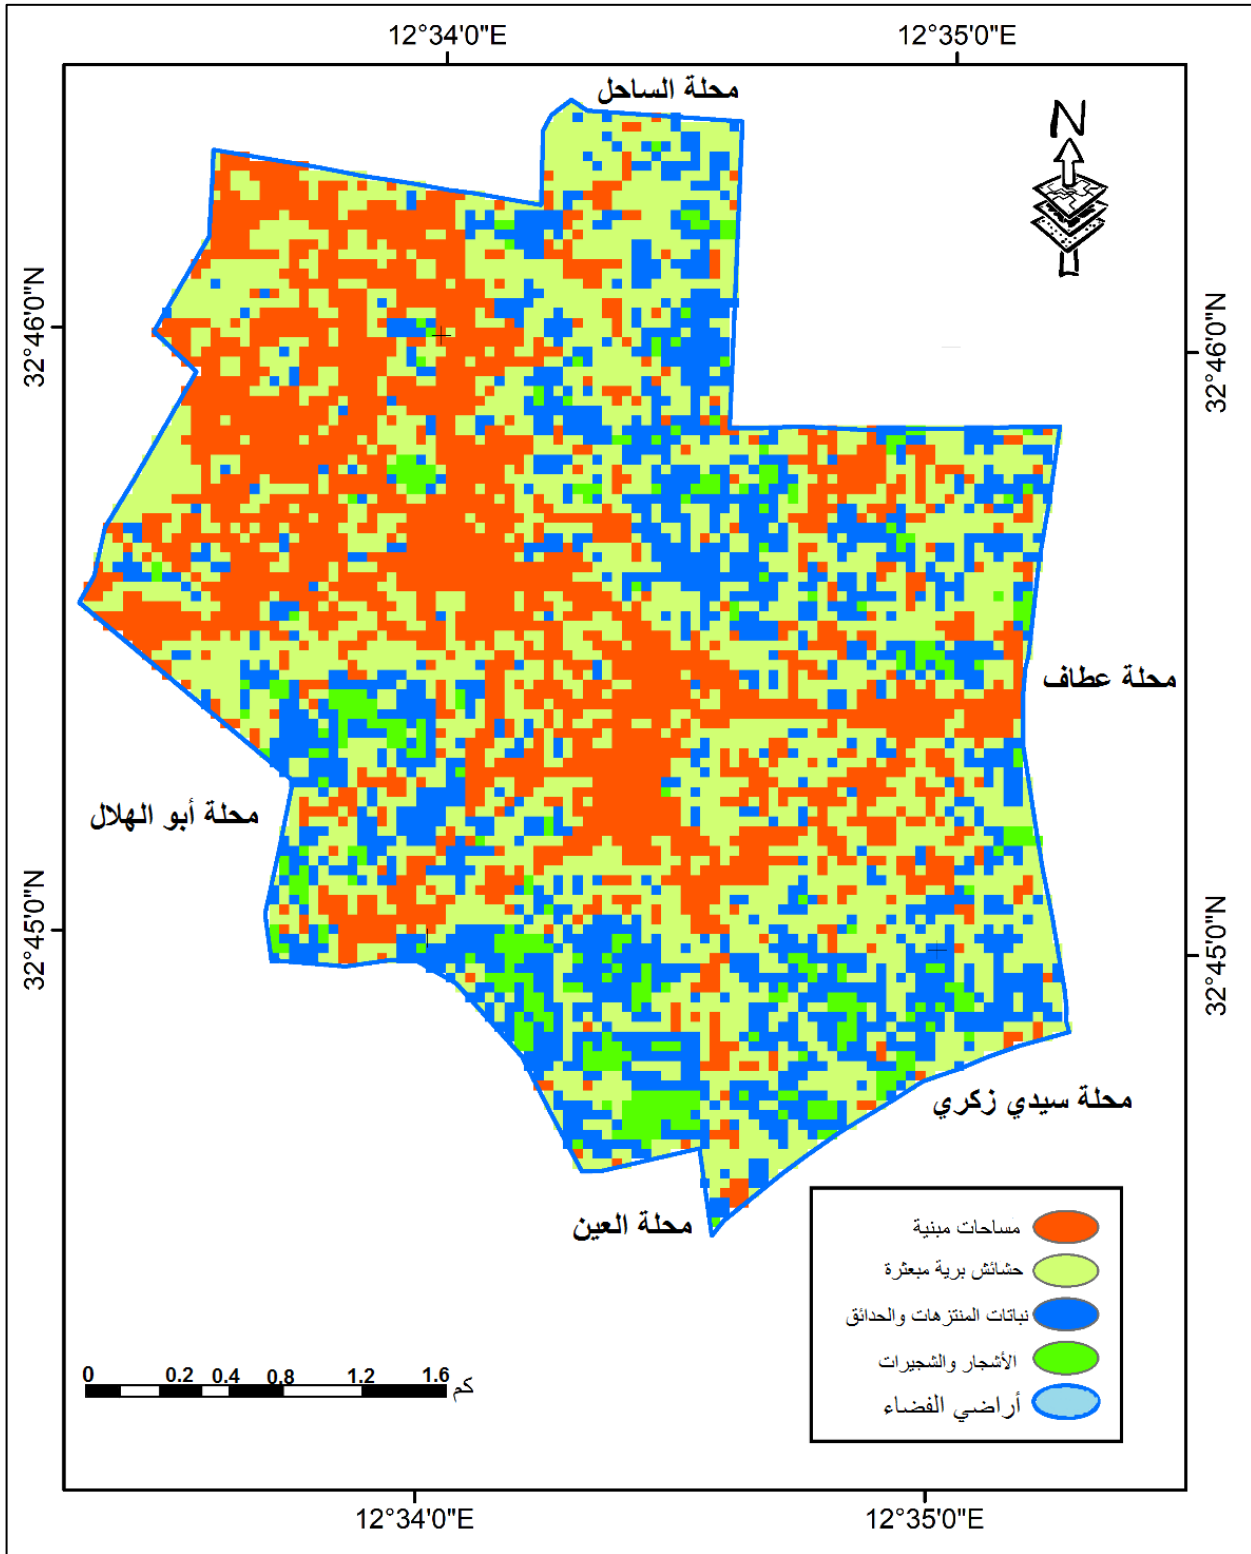 12°34'0"E
12°35'0"E
محلة الساحل
N
32°46'0"N
32°46'0"N
محلة عطاف
محلة أبو الهلال
32°45'0"N
32°45'0"N
محلة سيدي زكري
محلة العين
مساحات مبنية
حشائش برية مبعثرة
نباتات المنتزهات والحدائق
الأشجار والشجيرات
أراضي الفضاء
0 0.2 0.4 0.8 1.2 1.6
كم
12°34'0"E
12°35'0"E